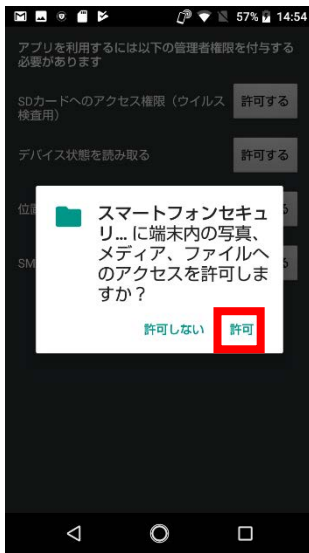 57% 14:54
アプリを利用するには以下の管理者権限を付与する
必要があります
SDカードへのアクセス権限（ウイルス
検査用）
許可する
デバイス状態を読み取る
許可する
位
スマートフォンセキュ
リ... に端末内の写真、
メディア、ファイルへ
のアクセスを許可しま
すか？
SM
許可しない 許可